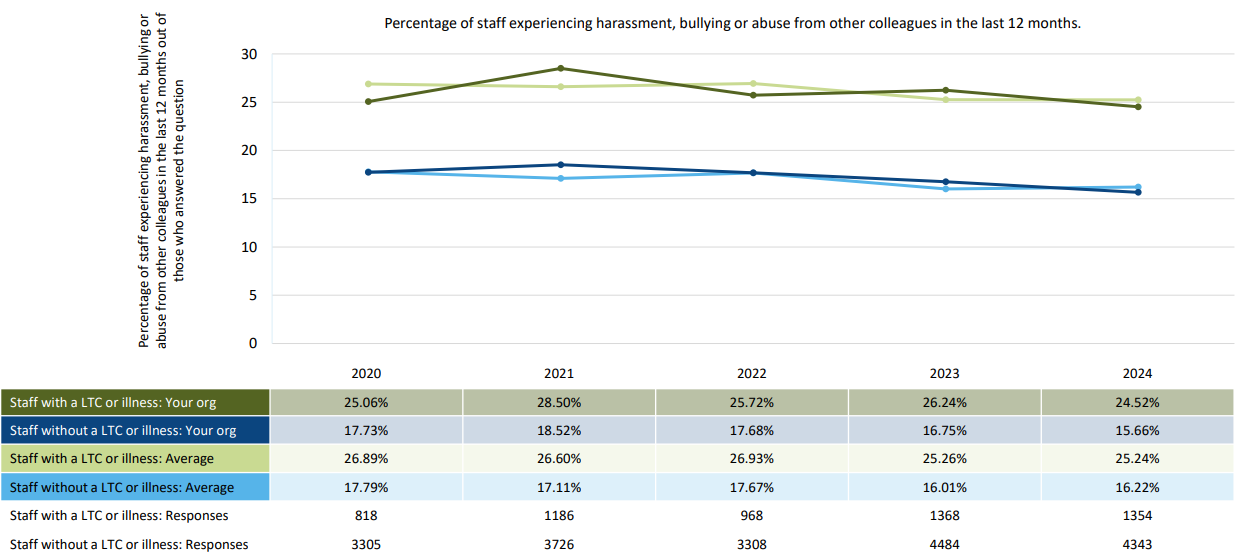 Percentage of staff experiencing harassment, bullying or abuse from other colleagues in the last 12 months.
Percentage of staff experiencing harassment, bullying or
abuse from other colleagues in the last 12 months out of
those who answered the question
30
25
20
15
10
5
0
2020 2021 2022 2023 2024
Staff with a LTC or illness: Your org 25.06% 28.50% 25.72% 26.24% 24.52%
Staff without a LTC or illness: Your org 17.73% 18.52% 17.68% 16.75% 15.66%
Staff with a LTC or illness: Average 26.89% 26.60% 26.93% 25.26% 25.24%
Staff without a LTC or illness: Average 17.79% 17.11% 17.67% 16.01% 16.22%
Staff with a LTC or illness: Responses 818 1186 968 1368 1354
Staff without a LTC or illness: Responses 3305 3726 3308 4484 4343